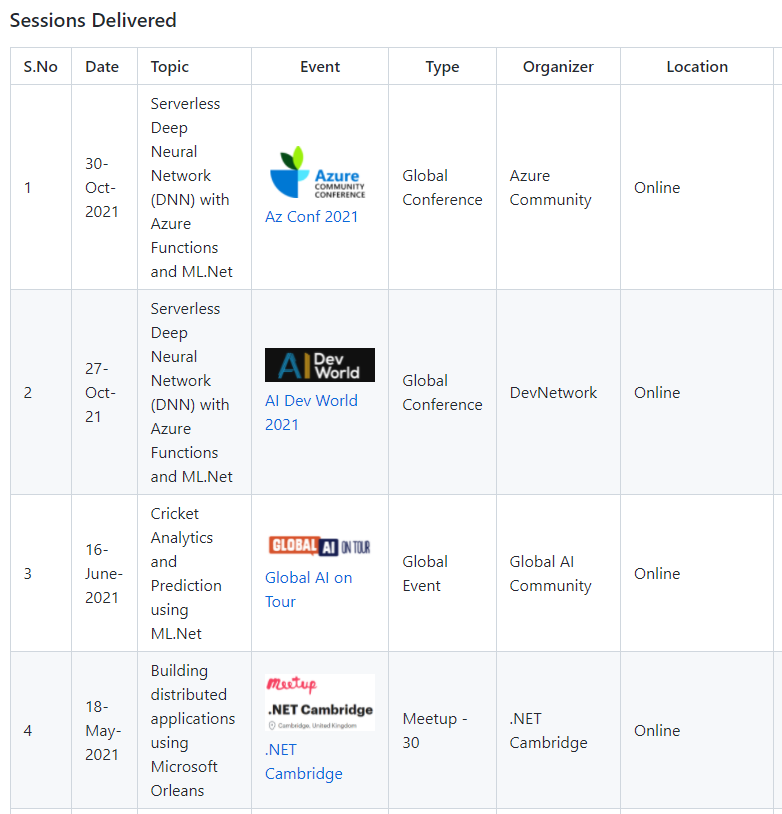 Sessions Delivered
S.No Date Topic Event Type Organizer Location
1
30-
Oct-
2021
Serverless
Deep
Neural
Network
(DNN) with
Azure
Functions
and ML.Net
Azure
COMMUNITY
CONFERENCE
Az Conf 2021
Global
Conference
Azure
Community
Online
2
27-
Oct-
21
Serverless
Deep
Neural
Network
(DNN) with
Azure
Functions
and ML.Net
AI Dev
World
AI Dev World
2021
Global
Conference
DevNetwork
Online
3
16-
June-
2021
Cricket
Analytics
and
Prediction
using
ML.Net
GLOBAL AI ON TOUR
Global AI on
Tour
Global
Event
Global AI
Community
Online
4
18-
May-
2021
Building
distributed
applications
using
Microsoft
Orleans
meetup
.NET Cambridge
Cambridge, United Kingdom
.NET
Cambridge
Meetup -
30
.NET
Cambridge
Online